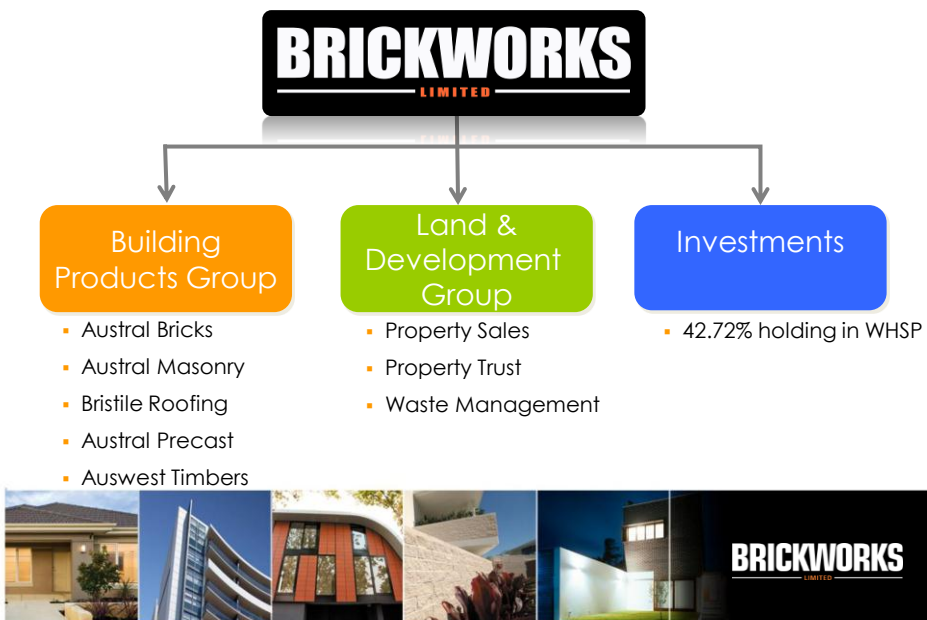 BRICKWORKS
LIMITED
Building
Products Group
Land &
Development
Group
Investments
▪ Austral Bricks
▪ Austral Masonry
▪ Bristile Roofing
▪ Austral Precast
▪ Auswest Timbers
▪ Property Sales
▪ Property Trust
▪ Waste Management
▪ 42.72% holding in WHSP
BRICKWORKS
LIMITED